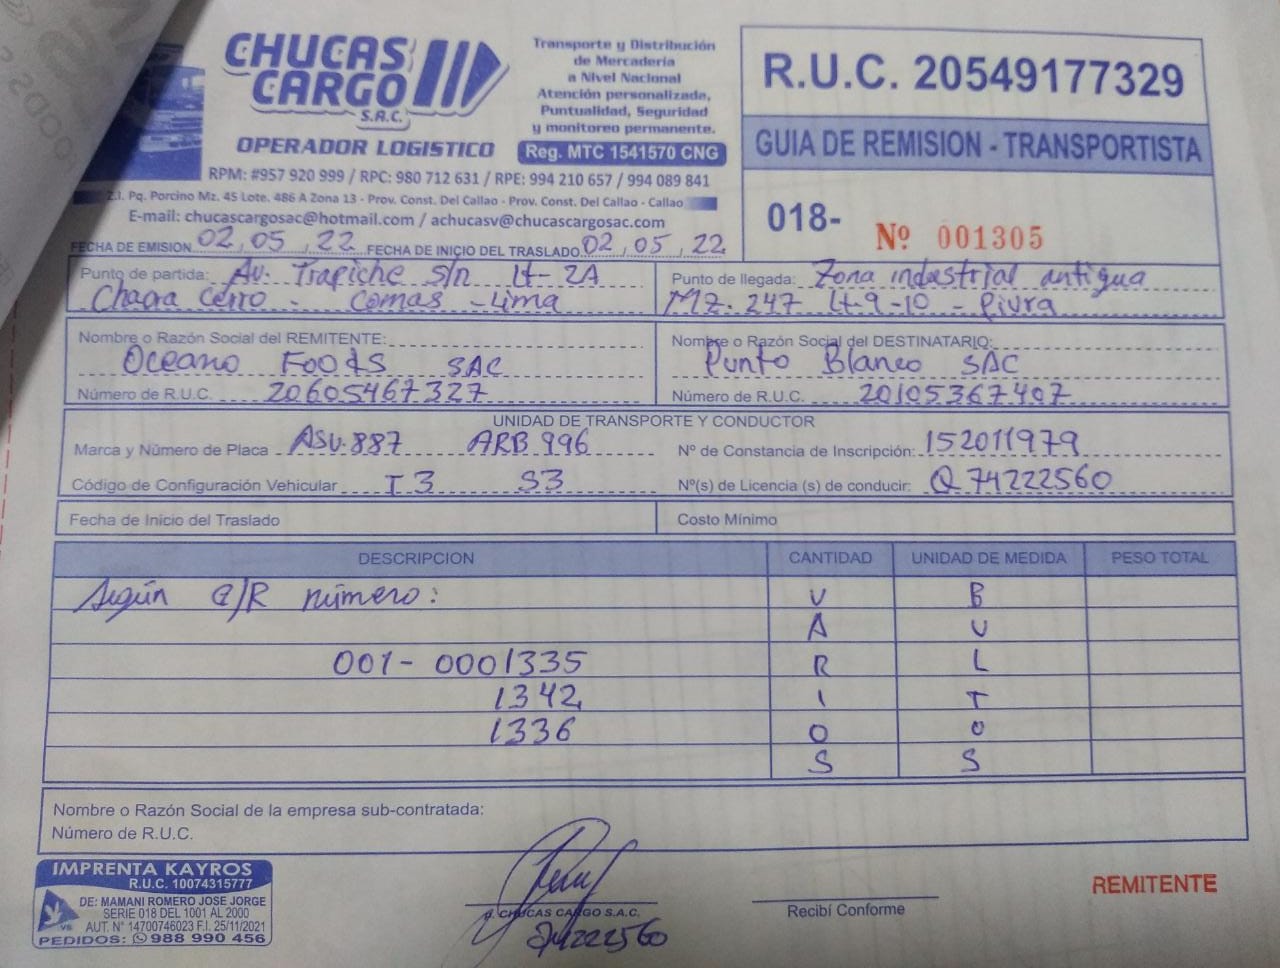 CHUCAS
CARGO
S.A.C.
OPERADOR LOGISTICO
Transporte y Distribución
de Mercadería
a Nivel Nacional
Atención personalizada,
Puntualidad, Seguridad
y monitoreo permanente.
Reg. MTC 1541570 CNG
RPM: #957 920 999 / RPC: 980 712 631 / RPE: 994 210 657 / 994 089 841
Z.I. Pq. Porcino Mz. 45 Lote. 486 A Zona 13 - Prov. Const. Del Callao - Prov. Const. Del Callao - Callao
E-mail: chucascargosac@hotmail.com / achucasv@chucascargosac.com
R.U.C. 20549177329
GUIA DE REMISION - TRANSPORTISTA
018- Nº 001305
FECHA DE EMISION 02, 05, 22 FECHA DE INICIO DEL TRASLADO 02, 05, 22
Punto de partida: Av. Trapiche S/n Lt-2A
Chacra Cerro - Comas - Lima
Punto de llegada: Zona industrial antigua
Mz. 247 Lt 9-10 - Piura
Nombre o Razón Social del REMITENTE:
Oceano Foods SAC
Número de R.U.C. 20605467327
Nombre o Razón Social del DESTINATARIO:
Punto Blanco SAC
Número de R.U.C. 20105367407
UNIDAD DE TRANSPORTE Y CONDUCTOR
Marca y Número de Placa ASU-887 ARB 996
Nº de Constancia de Inscripción: 152011979
Código de Configuración Vehicular T3 S3
Nº(s) de Licencia (s) de conducir: Q 74222560
Fecha de Inicio del Traslado
Costo Mínimo
DESCRIPCION CANTIDAD UNIDAD DE MEDIDA PESO TOTAL
Según G/R número: V B
A U
001- 0001335 R L
1342 I T
1336 O O
S S
Nombre o Razón Social de la empresa sub-contratada:
Número de R.U.C.
IMPRENTA KAYROS
R.U.C. 10074315777
DE: MAMANI ROMERO JOSE JORGE
SERIE 018 DEL 1001 AL 2000
AUT. N° 14700746023 F.I. 25/11/2021
PEDIDOS: 988 990 456
CHUCAS CARGO S.A.C.
74222560
Recibí Conforme
REMITENTE